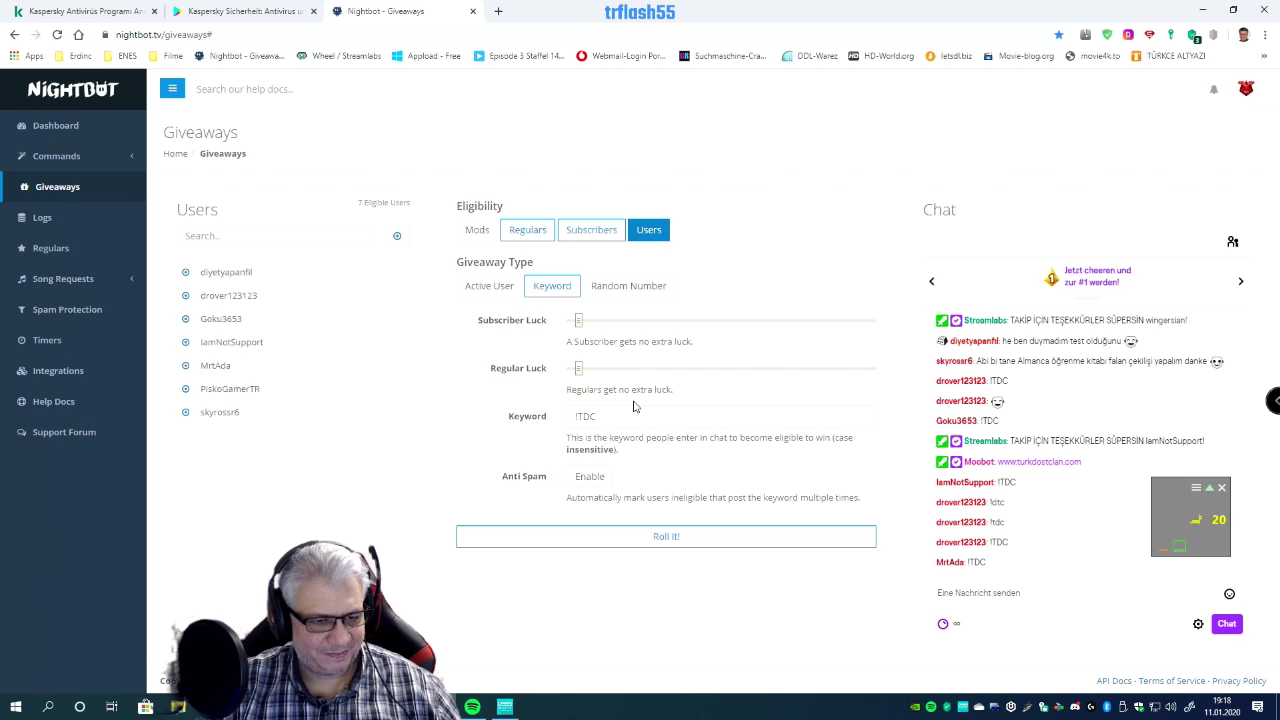 Kaspersky Antivirus Programı An
Kaspersky Antivirus u
Nightbot - Giveaways
trflash55
nightbot.tv/giveaways#
Apps
Erdinc
ENES
Filme
Nightbot - Giveawa...
Wheel / Streamlabs
Appload - Free
Episode 3 Staffel 14...
Webmail-Login Por...
Suchmaschine-Cra...
DDL-Warez
HD-World.org
letsdl.biz
Movie-blog.org
movie4k.to
TÜRKCE ALTYAZI
NiGHTBOT
Search our help docs..
Dashboard
Commands
Giveaways
Logs
Regulars
Song Requests
Spam Protection
Timers
Integrations
Help Docs
Support Forum
Giveaways
Home / Giveaways
Users
7 Eligible Users
Search..
diyetyapanfil
drover123123
Goku3653
IamNotSupport
MrtAda
PiskoGamerTR
skyrossr6
Eligibility
Mods
Regulars
Subscribers
Users
Giveaway Type
Active User
Keyword
Random Number
Subscriber Luck
A Subscriber gets no extra luck.
Regular Luck
Regulars get no extra luck.
Keyword
!TDC
This is the keyword people enter in chat to become eligible to win (case
insensitive).
Anti Spam
Enable
Automatically mark users ineligible that post the keyword multiple times.
Roll It!
Chat
Jetzt cheeren und
zur #1 werden!
Streamlabs: TAKİP İÇİN TEŞEKKÜRLER SÜPERSİN wingersian!
diyetyapanfil: he ben duymadım test olduğunu
skyrossr6: Abi bi tane Almanca öğrenme kitabı falan çekilişi yapalım danke
drover123123: !TDC
drover123123:
Goku3653: !TDC
Streamlabs: TAKİP İÇİN TEŞEKKÜRLER SÜPERSİN IamNotSupport!
Moobot: www.turkdostclan.com
IamNotSupport: !TDC
drover123123: !dtc
drover123123: !tdc
drover123123: !TDC
MrtAda: !TDC
20
Eine Nachricht senden
∞
Chat
API Docs · Terms of Service · Privacy Policy
19:18
11.01.2020